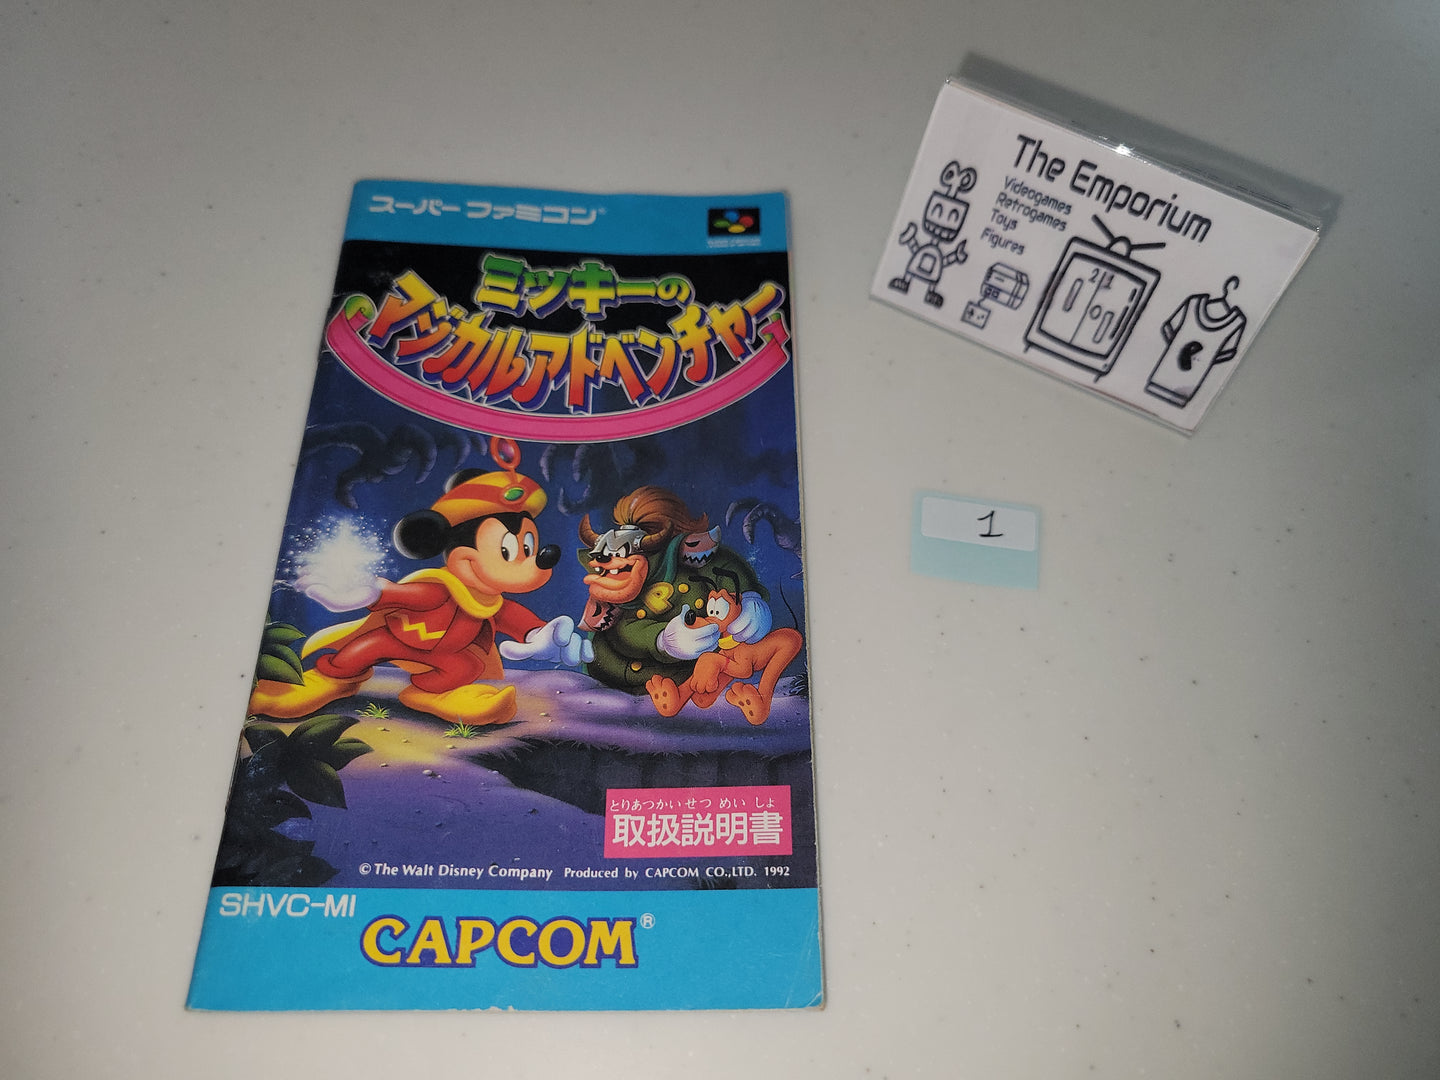 スーパーファミコン®
ミッキーの
マジカルアドベンチャー
P
とりあつかいせつめいしょ
取扱説明書
© The Walt Disney Company Produced by CAPCOM CO.,LTD. 1992
SHVC-MI
CAPCOM®
The Emporium
Videogames
Retrogames
Toys
Figures
21
1